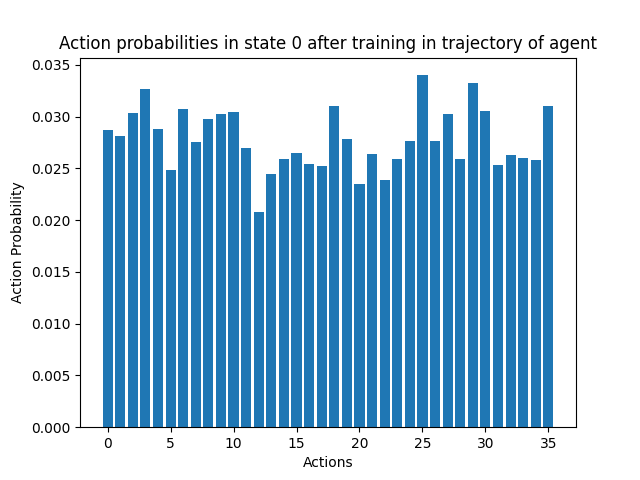 Action probabilities in state 0 after training in trajectory of agent
0.035
0.030
0.025
0.020
0.015
0.010
0.005
0.000
Action Probability
0 5 10 15 20 25 30 35
Actions